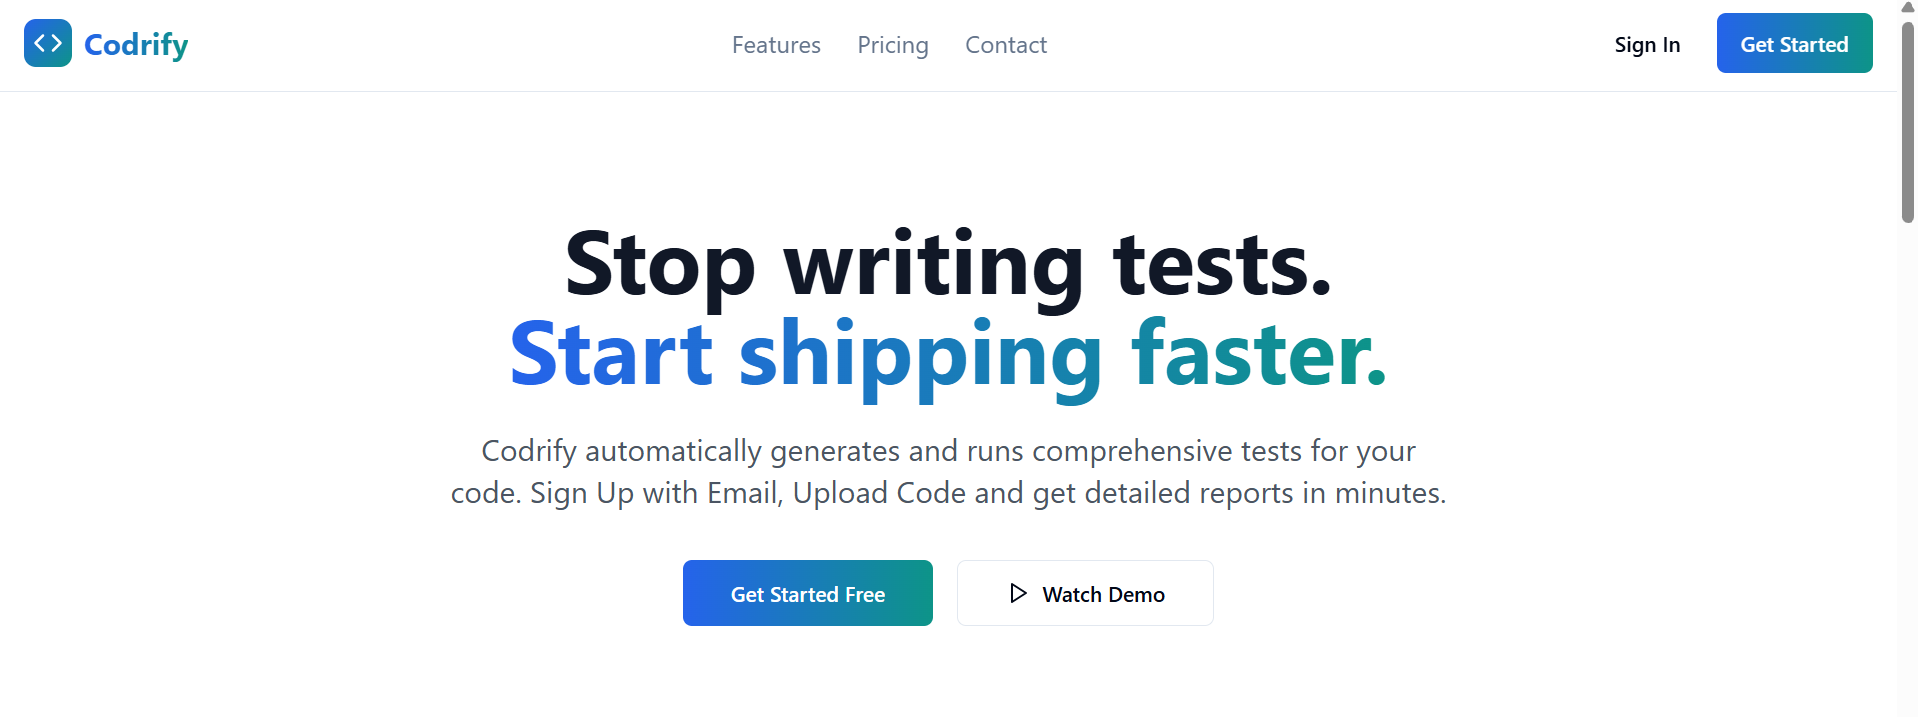 Codrify
Features
Pricing
Contact
Sign In
Get Started
Stop writing tests.
Start shipping faster.
Codrify automatically generates and runs comprehensive tests for your
code. Sign Up with Email, Upload Code and get detailed reports in minutes.
Get Started Free
Watch Demo